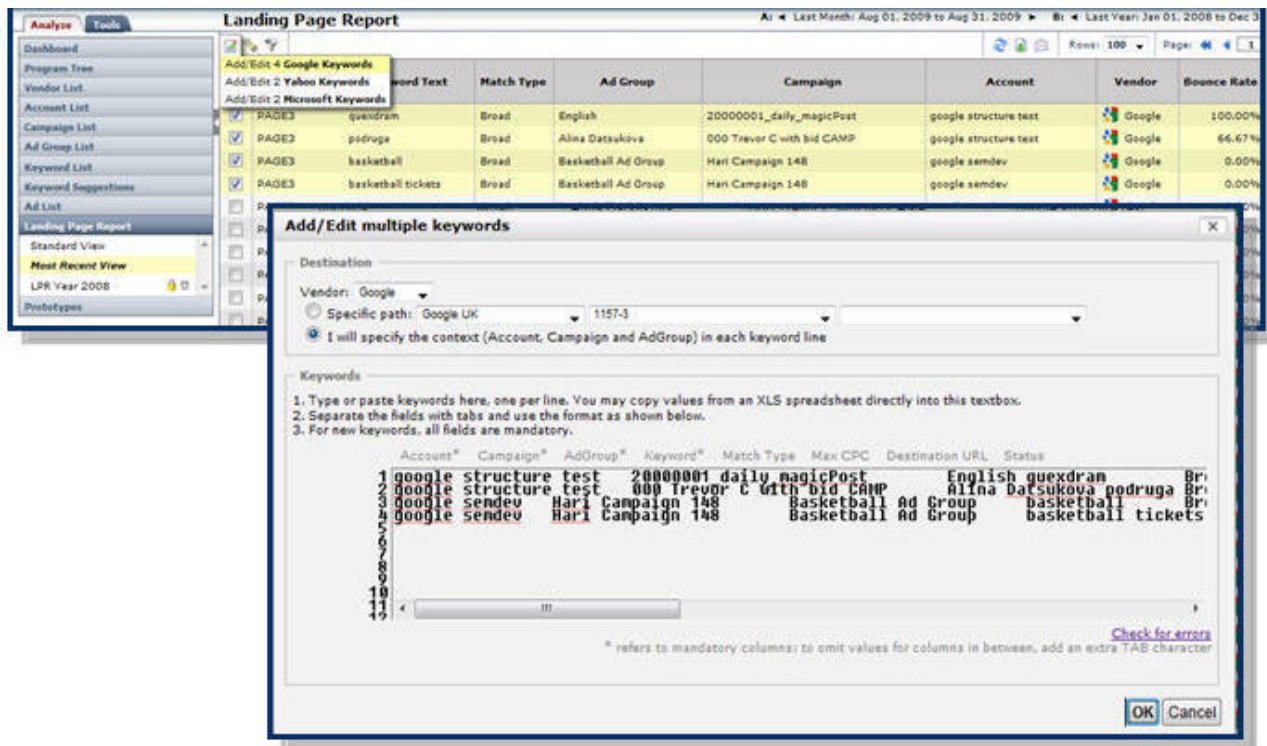 Analyze Tools Landing Page Report A: ◄ Last Month: Aug 01, 2009 to Aug 31, 2009 ► B: ◄ Last Year: Jan 01, 2008 to Dec 3
Dashboard
Program Tree
Vendor List
Account List
Campaign List
Ad Group List
Keyword List
Keyword Suggestions
Ad List
Landing Page Report
Standard View
Most Recent View
LPR Year 2008
Prototypes
Rows: 100 Page: 1
Add/Edit 4 Google Keywords
Add/Edit 2 Yahoo Keywords
Add/Edit 2 Microsoft Keywords
word Text Match Type Ad Group Campaign Account Vendor Bounce Rate
PAGE3 quexdram Broad English 20000001_daily_magicPost google structure test Google 100.00%
PAGE3 podruga Broad Alina Datsukova 000 Trevor C with bid CAMP google structure test Google 66.67%
PAGE3 basketball Broad Basketball Ad Group Hari Campaign 148 google semdev Google 0.00%
PAGE3 basketball tickets Broad Basketball Ad Group Hari Campaign 148 google semdev Google 0.00%
Add/Edit multiple keywords
Destination
Vendor: Google
Specific path: Google UK 1157-3
I will specify the context (Account, Campaign and AdGroup) in each keyword line
Keywords
1. Type or paste keywords here, one per line. You may copy values from an XLS spreadsheet directly into this textbox.
2. Separate the fields with tabs and use the format as shown below.
3. For new keywords, all fields are mandatory.
Account* Campaign* AdGroup* Keyword* Match Type Max CPC Destination URL Status
1 google structure test 20000001_daily_magicPost English quexdram Br
2 google structure test 000 Trevor C with bid CAMP Alina Datsukova podruga Br
3 google semdev Hari Campaign 148 Basketball Ad Group basketball Br
4 google semdev Hari Campaign 148 Basketball Ad Group basketball tickets
5
6
7
8
9
10
11
12
Check for errors
* refers to mandatory columns; to omit values for columns in between, add an extra TAB character
OK Cancel